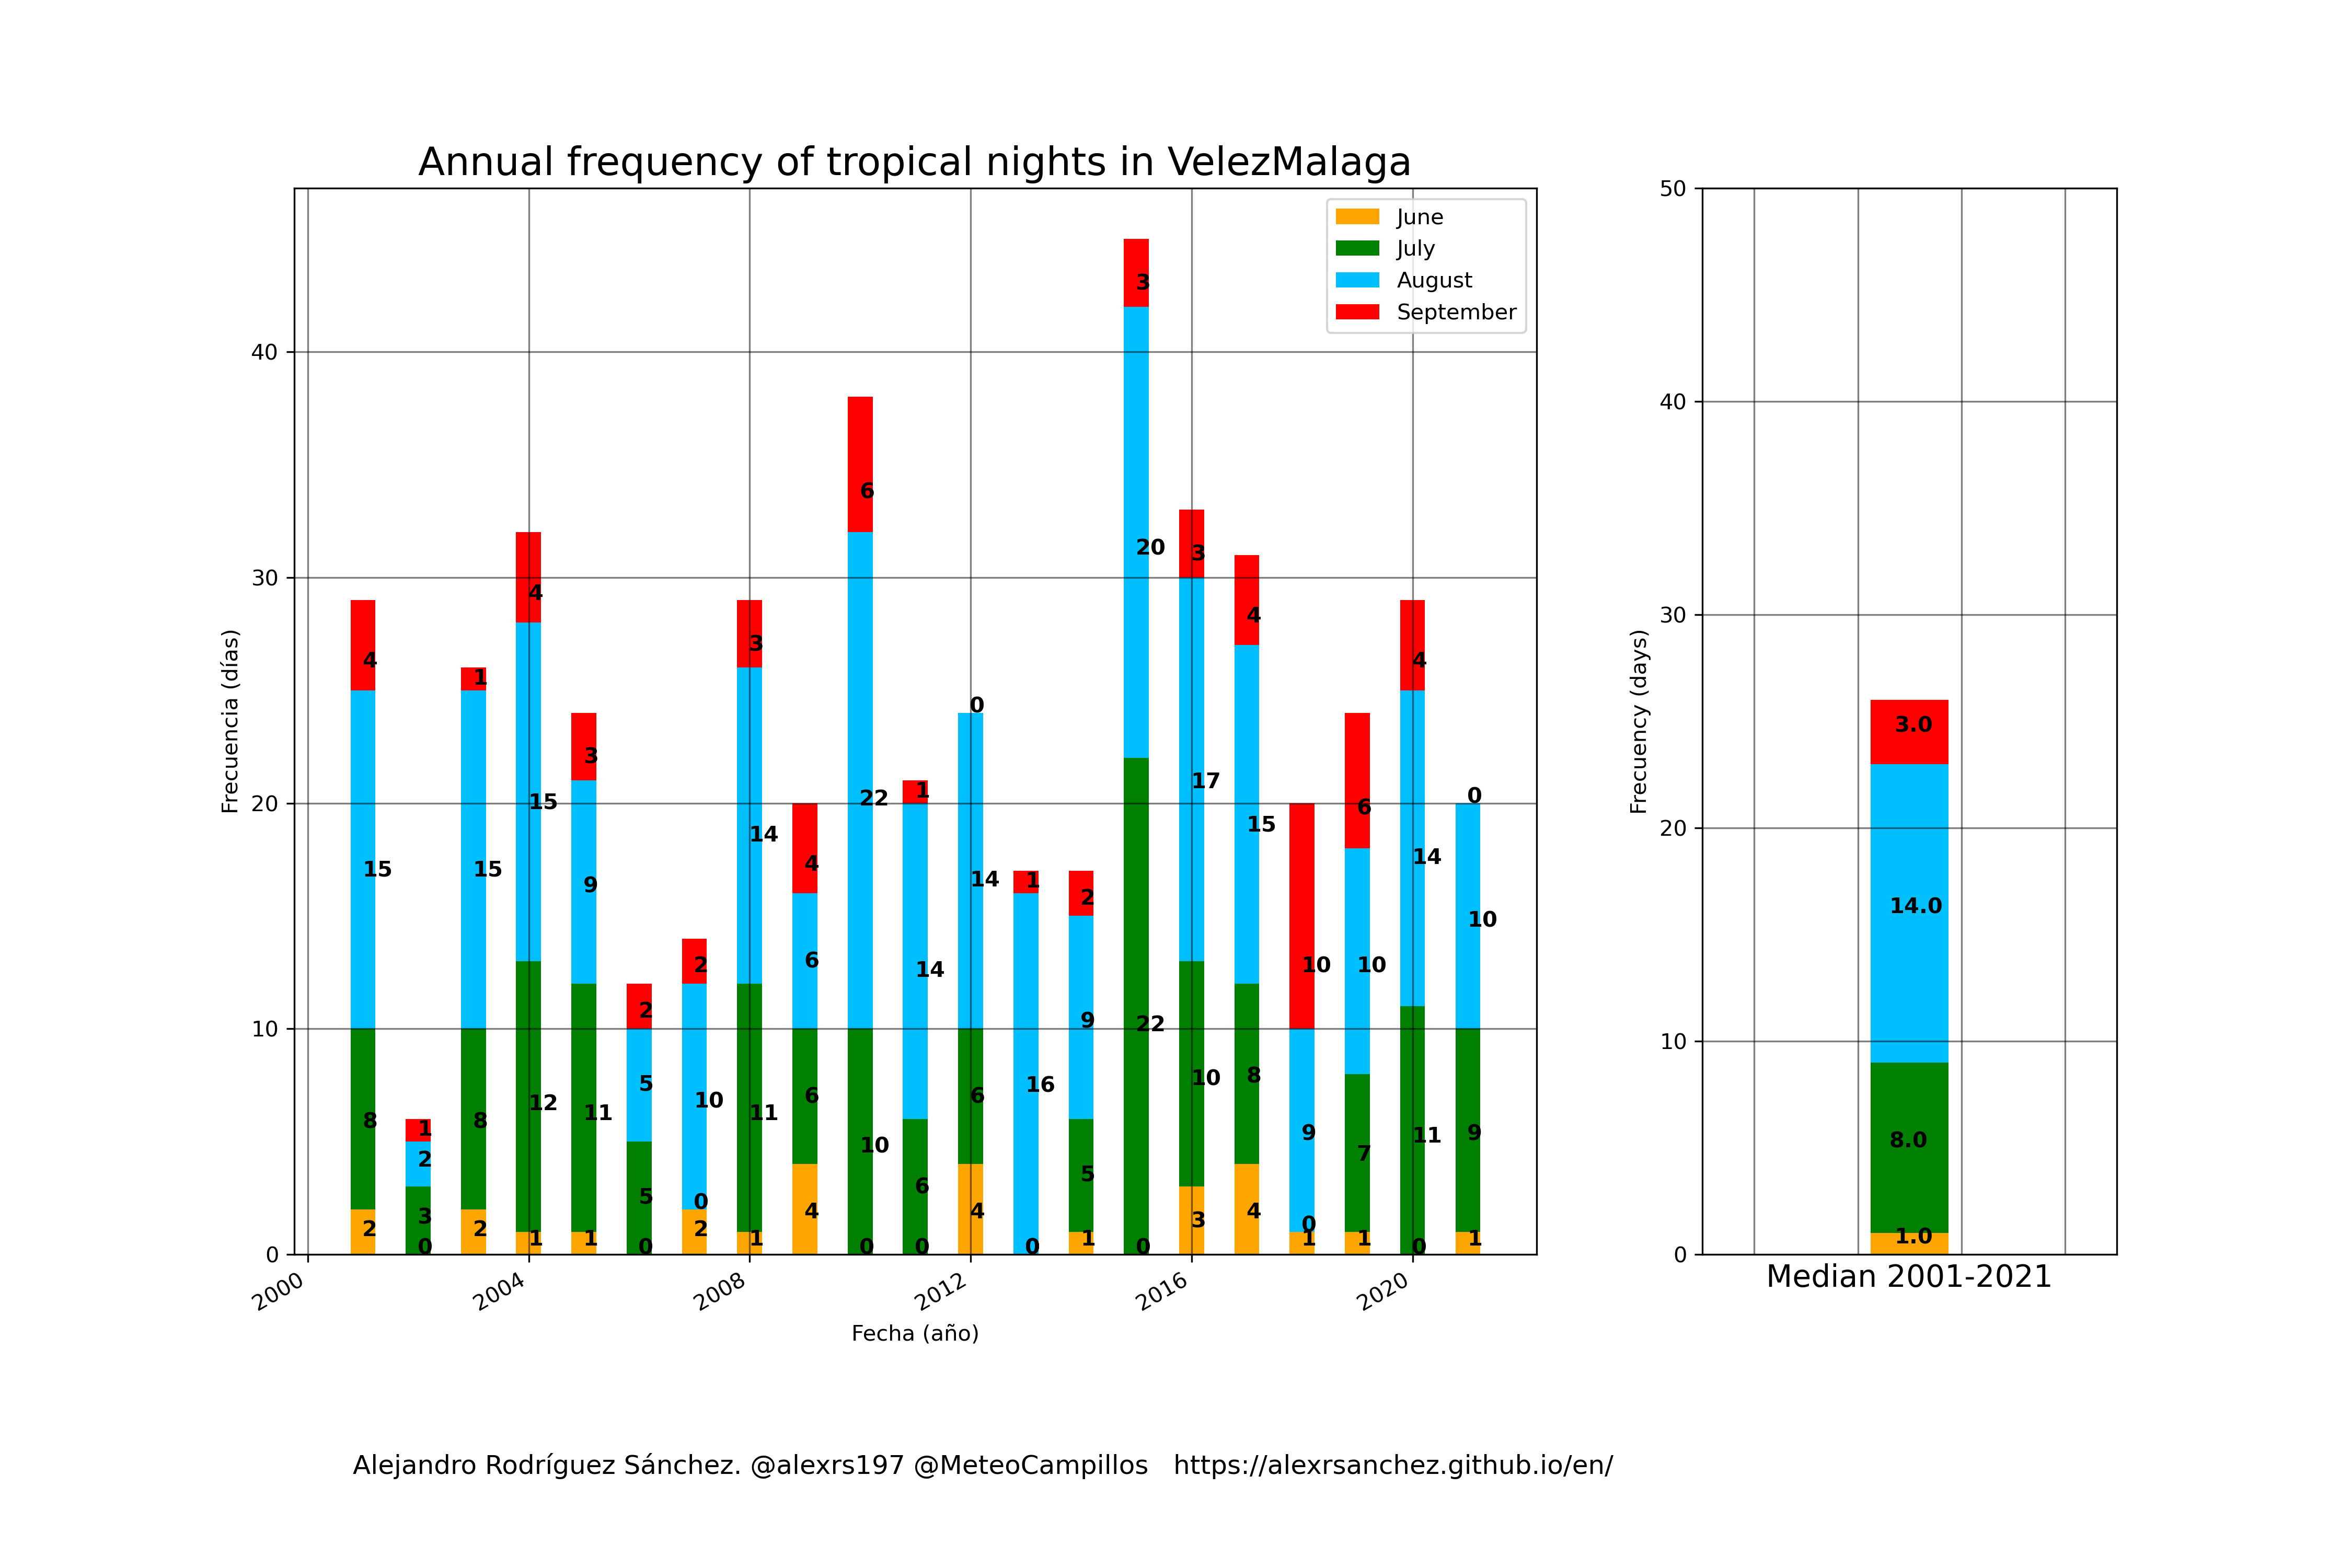 Annual frequency of tropical nights in VelezMalaga
June
July
August
September
Frecuencia (días)
40
30
20
10
0
4 15 8 2
1 2 3 0
1 15 8 2
4 15 12 1
3 9 11 1
2 5 5 0
2 10 0 2
3 14 11 1
4 6 6 4
6 22 10 0
1 14 6 0
0 14 6 4
1 16 0
2 9 5 1
3 20 22 0
3 17 10 3
4 15 8 4
10 9 0 1
6 10 7 1
4 14 11 0
0 10 9 1
2000 2004 2008 2012 2016 2020
Fecha (año)
Frecuency (days)
50
40
30
20
10
0
3.0
14.0
8.0
1.0
Median 2001-2021
Alejandro Rodríguez Sánchez. @alexrs197 @MeteoCampillos https://alexrsanchez.github.io/en/